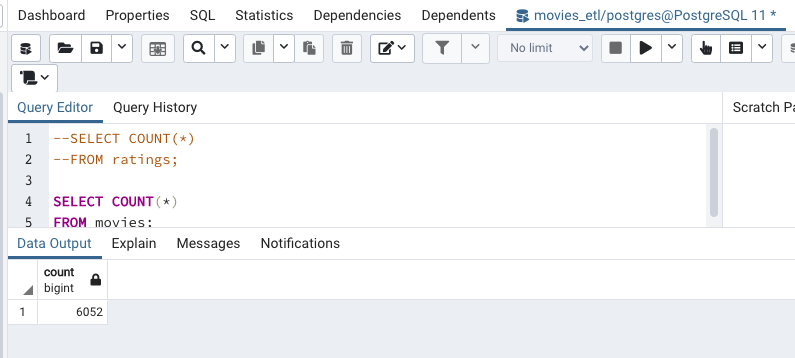 Dashboard Properties SQL Statistics Dependencies Dependents movies_etl/postgres@PostgreSQL 11 *
No limit
Query Editor Query History Scratch Pa
1 --SELECT COUNT(*)
2 --FROM ratings;
3
4 SELECT COUNT(*)
5 FROM movies;
Data Output Explain Messages Notifications
count
bigint
1 6052